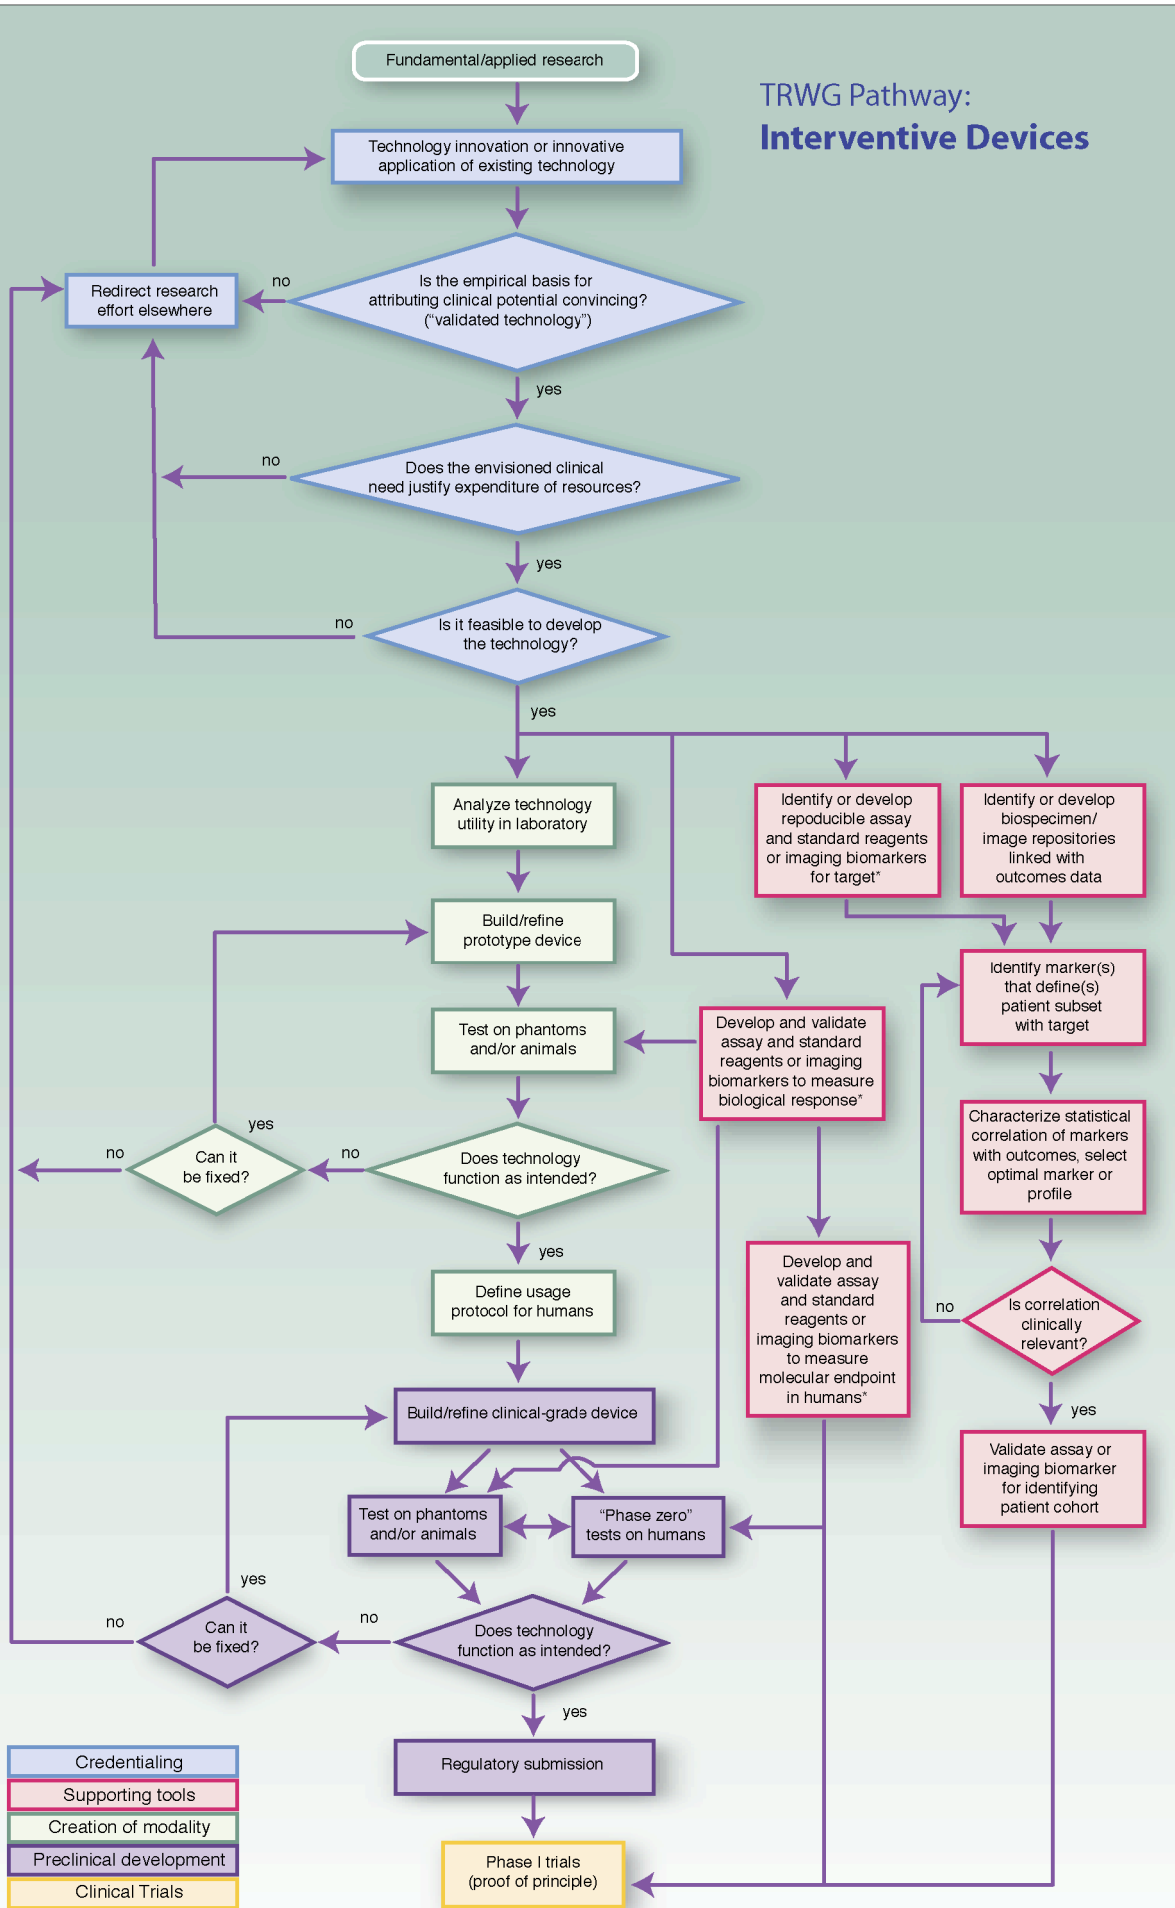 Fundamental/applied research
TRWG Pathway:
Interventive Devices
Technology innovation or innovative
application of existing technology
Redirect research
effort elsewhere
no
Is the empirical basis for
attributing clinical potential convincing?
(“validated technology”)
yes
no
Does the envisioned clinical
need justify expenditure of resources?
yes
no
Is it feasible to develop
the technology?
yes
Analyze technology
utility in laboratory
Identify or develop
repoducible assay
and standard reagents
or imaging biomarkers
for target*
Identify or develop
biospecimen/
image repositories
linked with
outcomes data
Build/refine
prototype device
Identify marker(s)
that define(s)
patient subset
with target
Test on phantoms
and/or animals
Develop and validate
assay and standard
reagents or imaging
biomarkers to measure
biological response*
Characterize statistical
correlation of markers
with outcomes, select
optimal marker or
profile
yes
no
Can it
be fixed?
no
Does technology
function as intended?
yes
Define usage
protocol for humans
Develop and
validate assay
and standard
reagents or
imaging biomarkers
to measure
molecular endpoint
in humans*
no
Is correlation
clinically
relevant?
yes
Build/refine clinical-grade device
Validate assay or
imaging biomarker
for identifying
patient cohort
Test on phantoms
and/or animals
“Phase zero”
tests on humans
yes
no
Can it
be fixed?
no
Does technology
function as intended?
yes
Regulatory submission
Phase I trials
(proof of principle)
Credentialing
Supporting tools
Creation of modality
Preclinical development
Clinical Trials